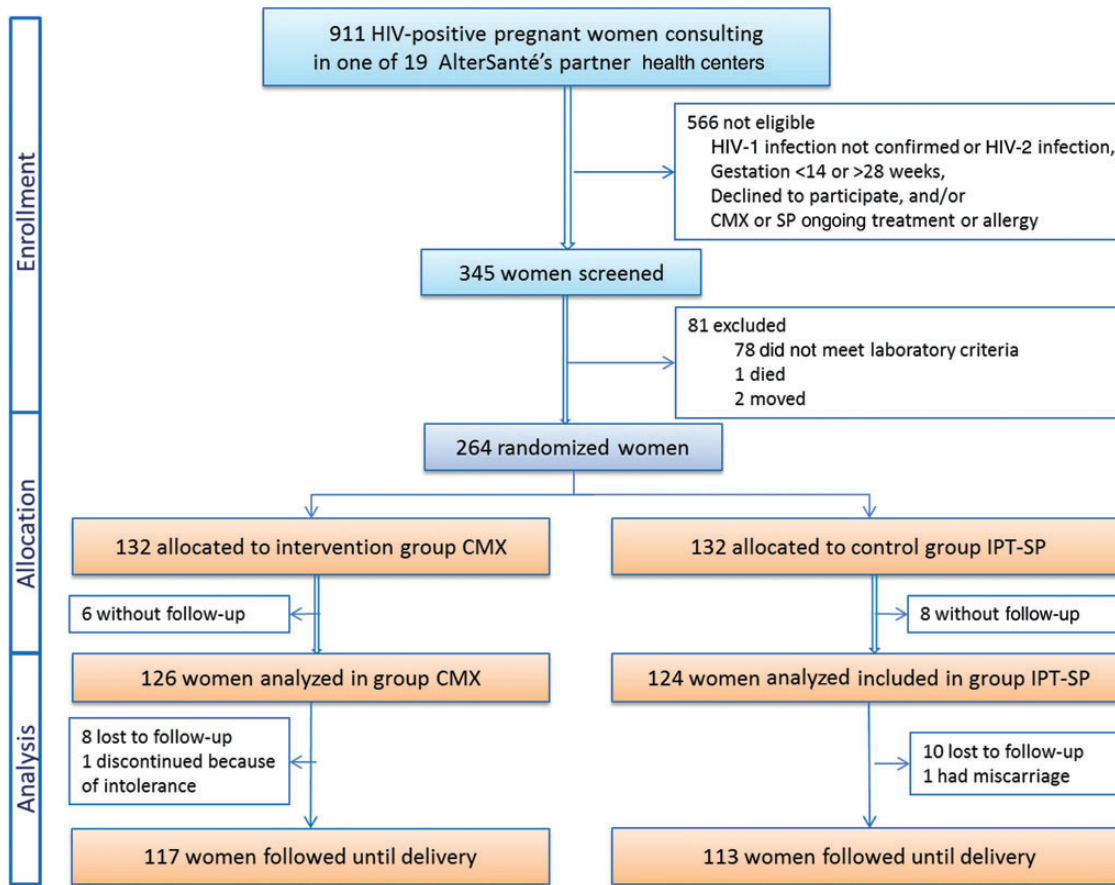 911 HIV-positive pregnant women consulting
in one of 19 AlterSanté's partner health centers
566 not eligible
HIV-1 infection not confirmed or HIV-2 infection,
Gestation <14 or >28 weeks,
Declined to participate, and/or
CMX or SP ongoing treatment or allergy
Enrollment
345 women screened
81 excluded
78 did not meet laboratory criteria
1 died
2 moved
264 randomized women
Allocation
132 allocated to intervention group CMX
132 allocated to control group IPT-SP
6 without follow-up
8 without follow-up
126 women analyzed in group CMX
124 women analyzed included in group IPT-SP
Analysis
8 lost to follow-up
1 discontinued because
of intolerance
10 lost to follow-up
1 had miscarriage
117 women followed until delivery
113 women followed until delivery